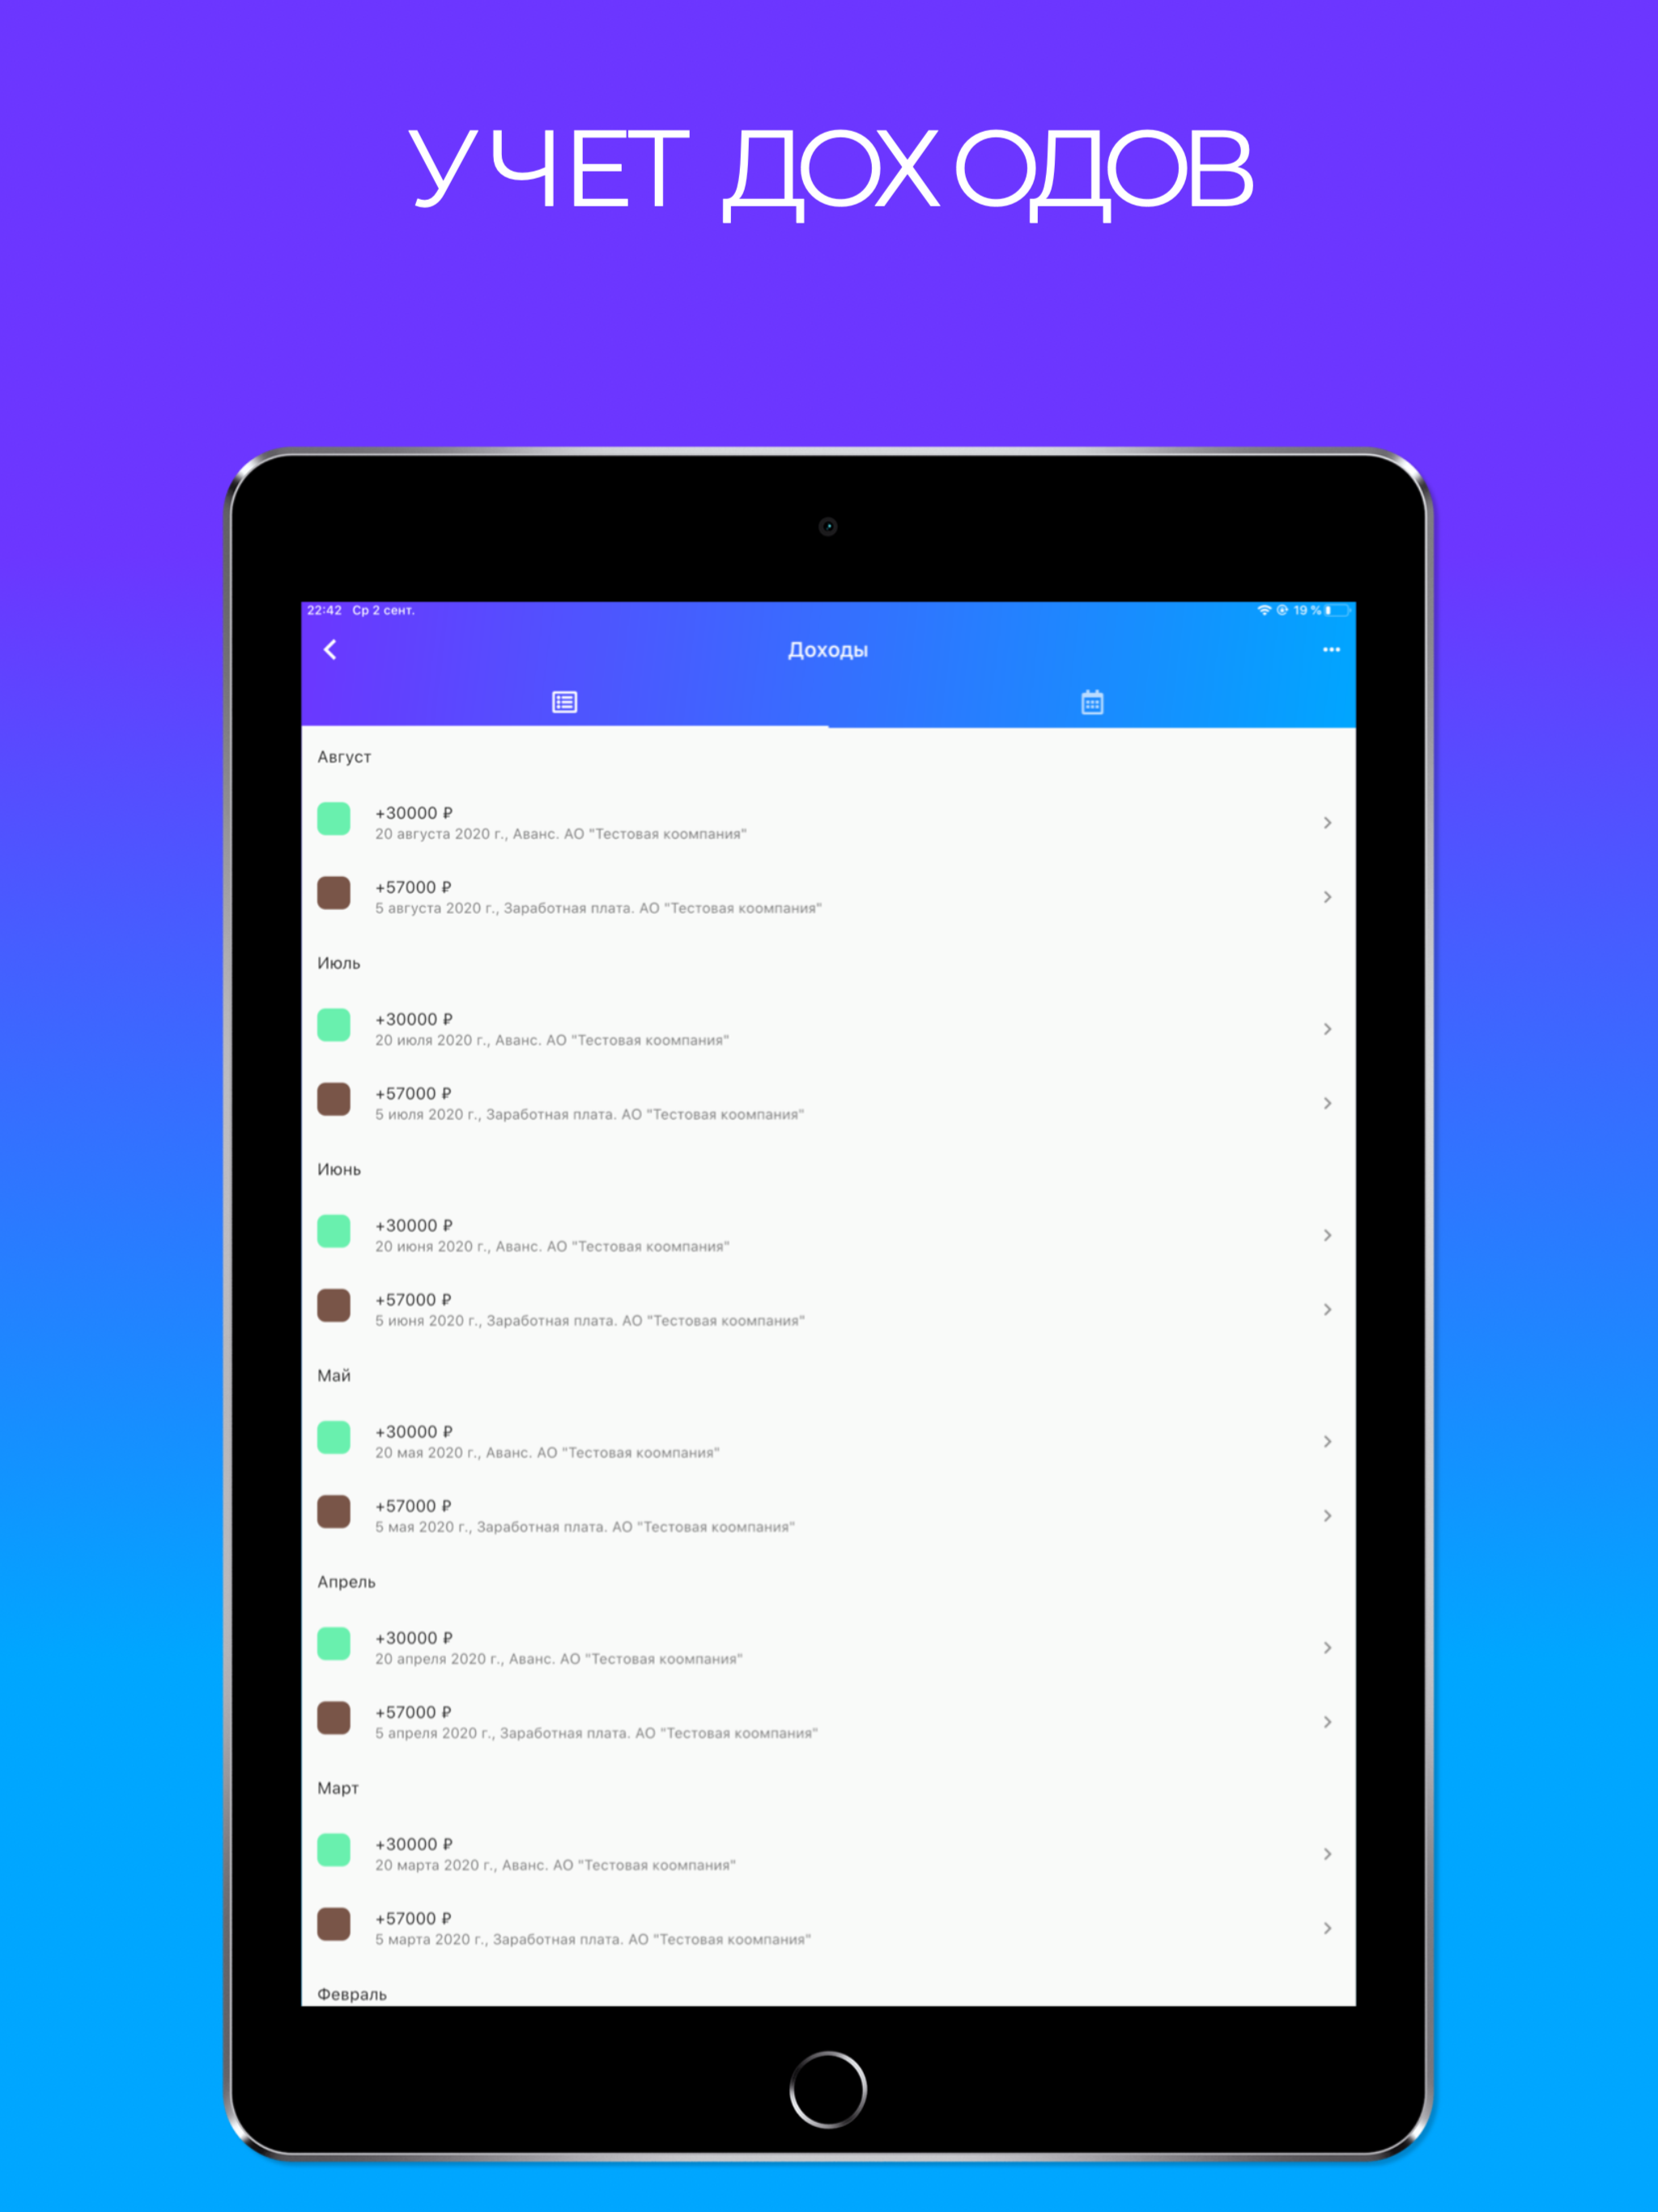 УЧЕТ ДОХОДОВ
22:42 Ср 2 сент. 19 %
Доходы
Август
+30000 ₽
20 августа 2020 г., Аванс. АО "Тестовая коомпания"
+57000 ₽
5 августа 2020 г., Заработная плата. АО "Тестовая коомпания"
Июль
+30000 ₽
20 июля 2020 г., Аванс. АО "Тестовая коомпания"
+57000 ₽
5 июля 2020 г., Заработная плата. АО "Тестовая коомпания"
Июнь
+30000 ₽
20 июня 2020 г., Аванс. АО "Тестовая коомпания"
+57000 ₽
5 июня 2020 г., Заработная плата. АО "Тестовая коомпания"
Май
+30000 ₽
20 мая 2020 г., Аванс. АО "Тестовая коомпания"
+57000 ₽
5 мая 2020 г., Заработная плата. АО "Тестовая коомпания"
Апрель
+30000 ₽
20 апреля 2020 г., Аванс. АО "Тестовая коомпания"
+57000 ₽
5 апреля 2020 г., Заработная плата. АО "Тестовая коомпания"
Март
+30000 ₽
20 марта 2020 г., Аванс. АО "Тестовая коомпания"
+57000 ₽
5 марта 2020 г., Заработная плата. АО "Тестовая коомпания"
Февраль